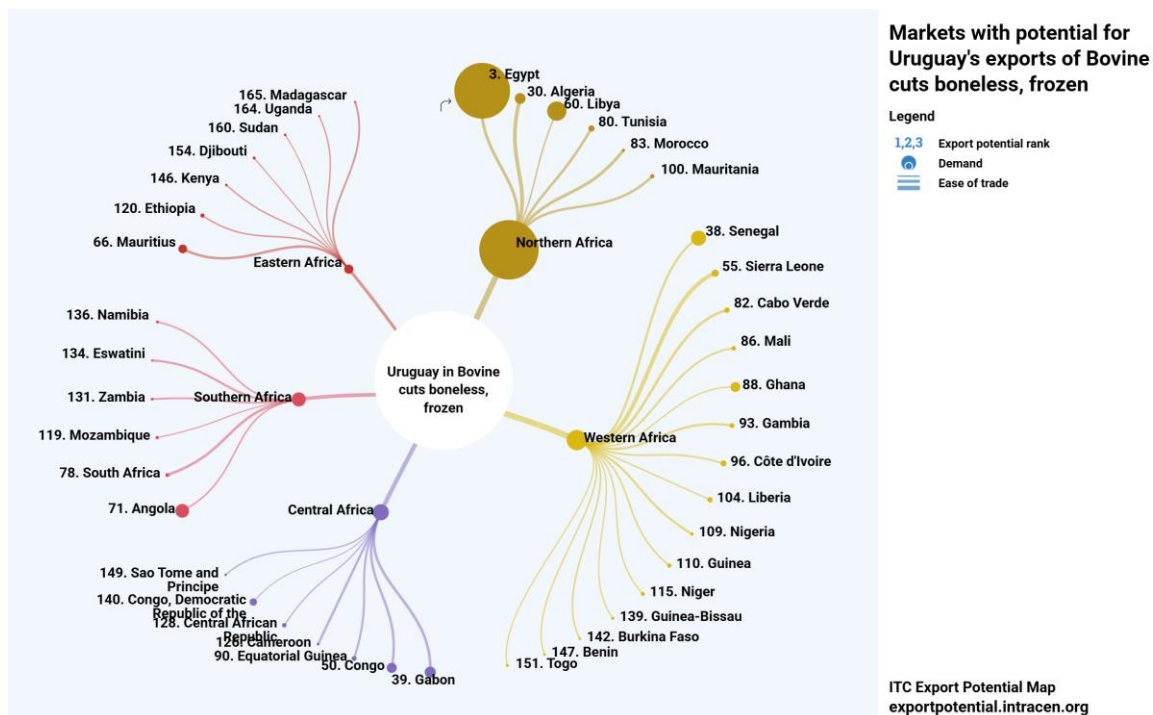 Markets with potential for
Uruguay's exports of Bovine
cuts boneless, frozen
Legend
1,2,3 Export potential rank
Demand
Ease of trade
3. Egypt
30. Algeria
60. Libya
80. Tunisia
83. Morocco
100. Mauritania
Northern Africa
165. Madagascar
164. Uganda
160. Sudan
154. Djibouti
146. Kenya
120. Ethiopia
66. Mauritius
Eastern Africa
38. Senegal
55. Sierra Leone
82. Cabo Verde
86. Mali
88. Ghana
93. Gambia
96. Côte d'Ivoire
104. Liberia
109. Nigeria
110. Guinea
115. Niger
139. Guinea-Bissau
142. Burkina Faso
147. Benin
151. Togo
Western Africa
Uruguay in Bovine
cuts boneless,
frozen
136. Namibia
134. Eswatini
131. Zambia
119. Mozambique
78. South Africa
71. Angola
Southern Africa
Central Africa
149. Sao Tome and
Principe
140. Congo, Democratic
Republic of the
128. Central African
Republic
126. Cameroon
90. Equatorial Guinea
50. Congo
39. Gabon
ITC Export Potential Map
exportpotential.intracen.org